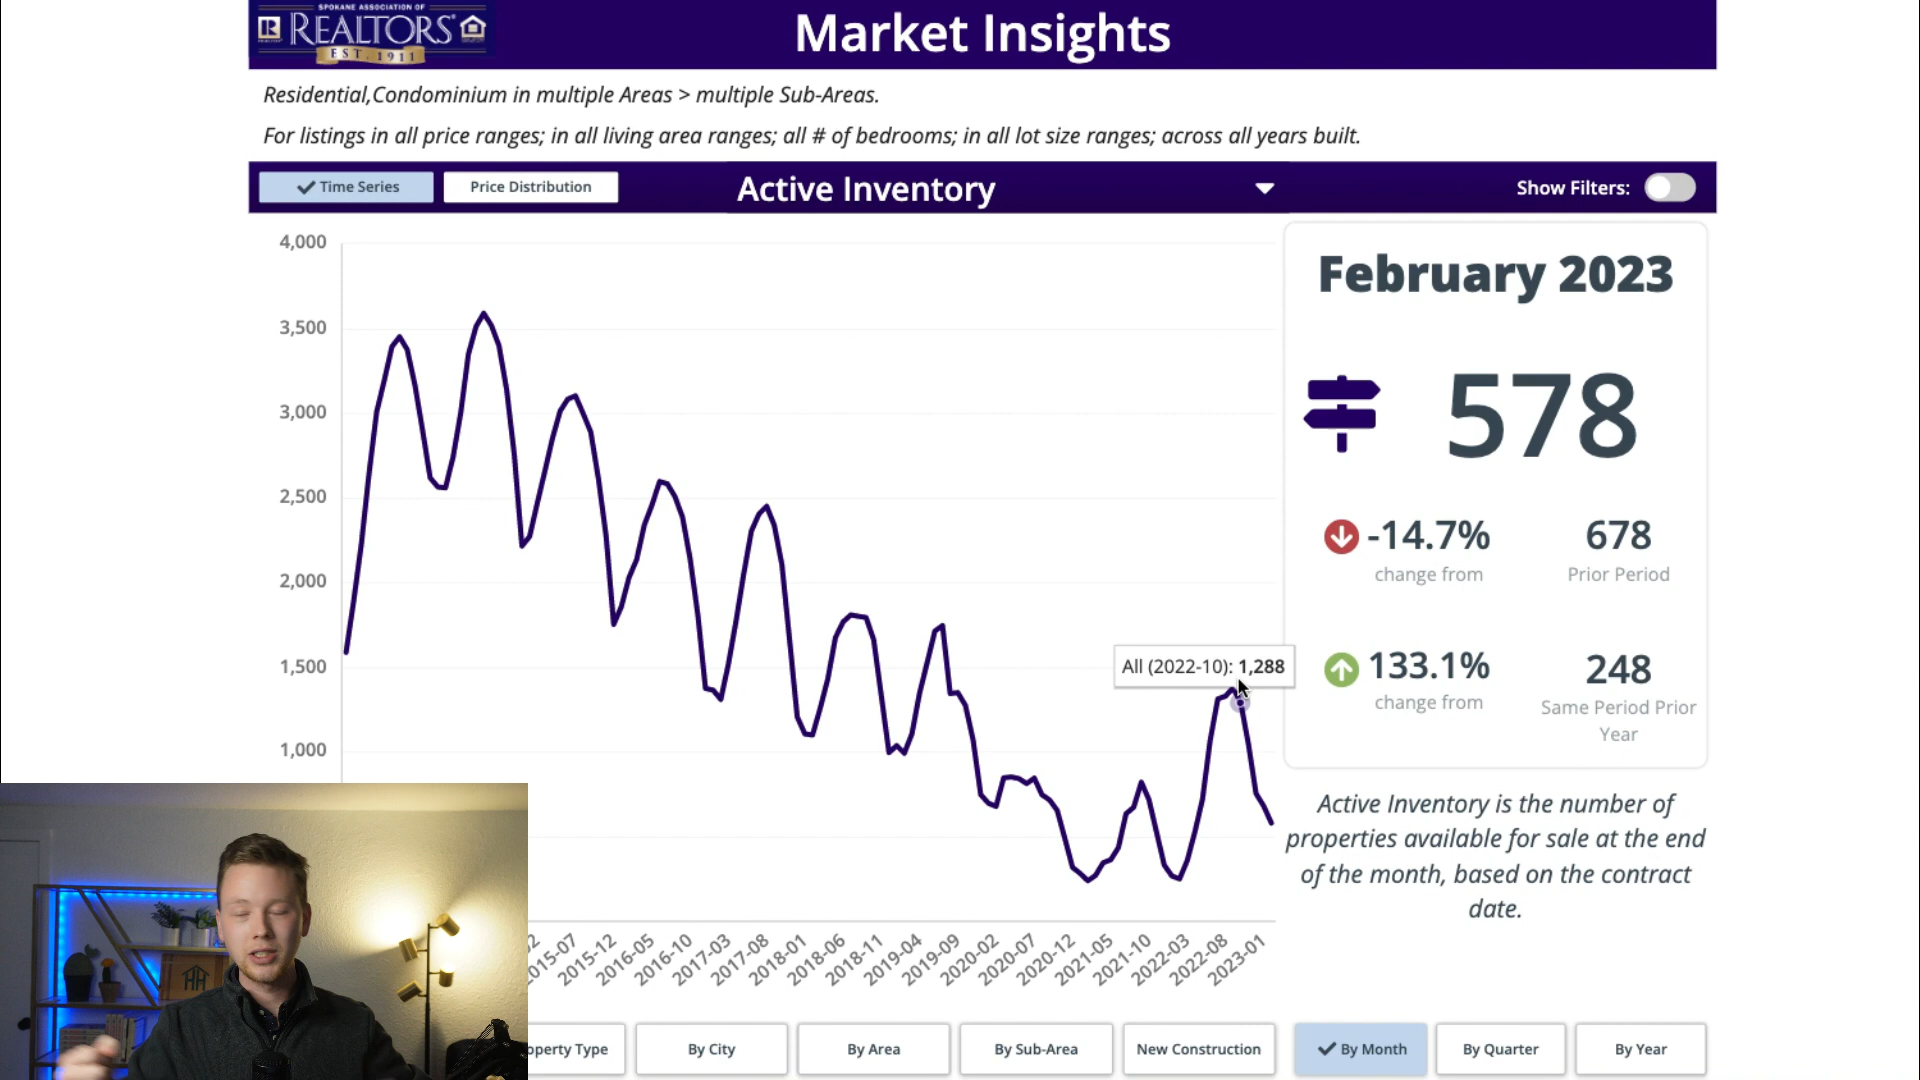 SPOKANE ASSOCIATION OF
REALTORS
EST. 1911
Market Insights
Residential,Condominium in multiple Areas > multiple Sub-Areas.
For listings in all price ranges; in all living area ranges; all # of bedrooms; in all lot size ranges; across all years built.
Time Series
Price Distribution
Active Inventory
Show Filters:
4,000
3,500
3,000
2,500
2,000
1,500
1,000
All (2022-10): 1,288
2015-07
2015-12
2016-05
2016-10
2017-03
2017-08
2018-01
2018-06
2018-11
2019-04
2019-09
2020-02
2020-07
2020-12
2021-05
2021-10
2022-03
2022-08
2023-01
February 2023
578
-14.7%
change from
678
Prior Period
133.1%
change from
248
Same Period Prior
Year
Active Inventory is the number of
properties available for sale at the end
of the month, based on the contract
date.
operty Type
By City
By Area
By Sub-Area
New Construction
By Month
By Quarter
By Year